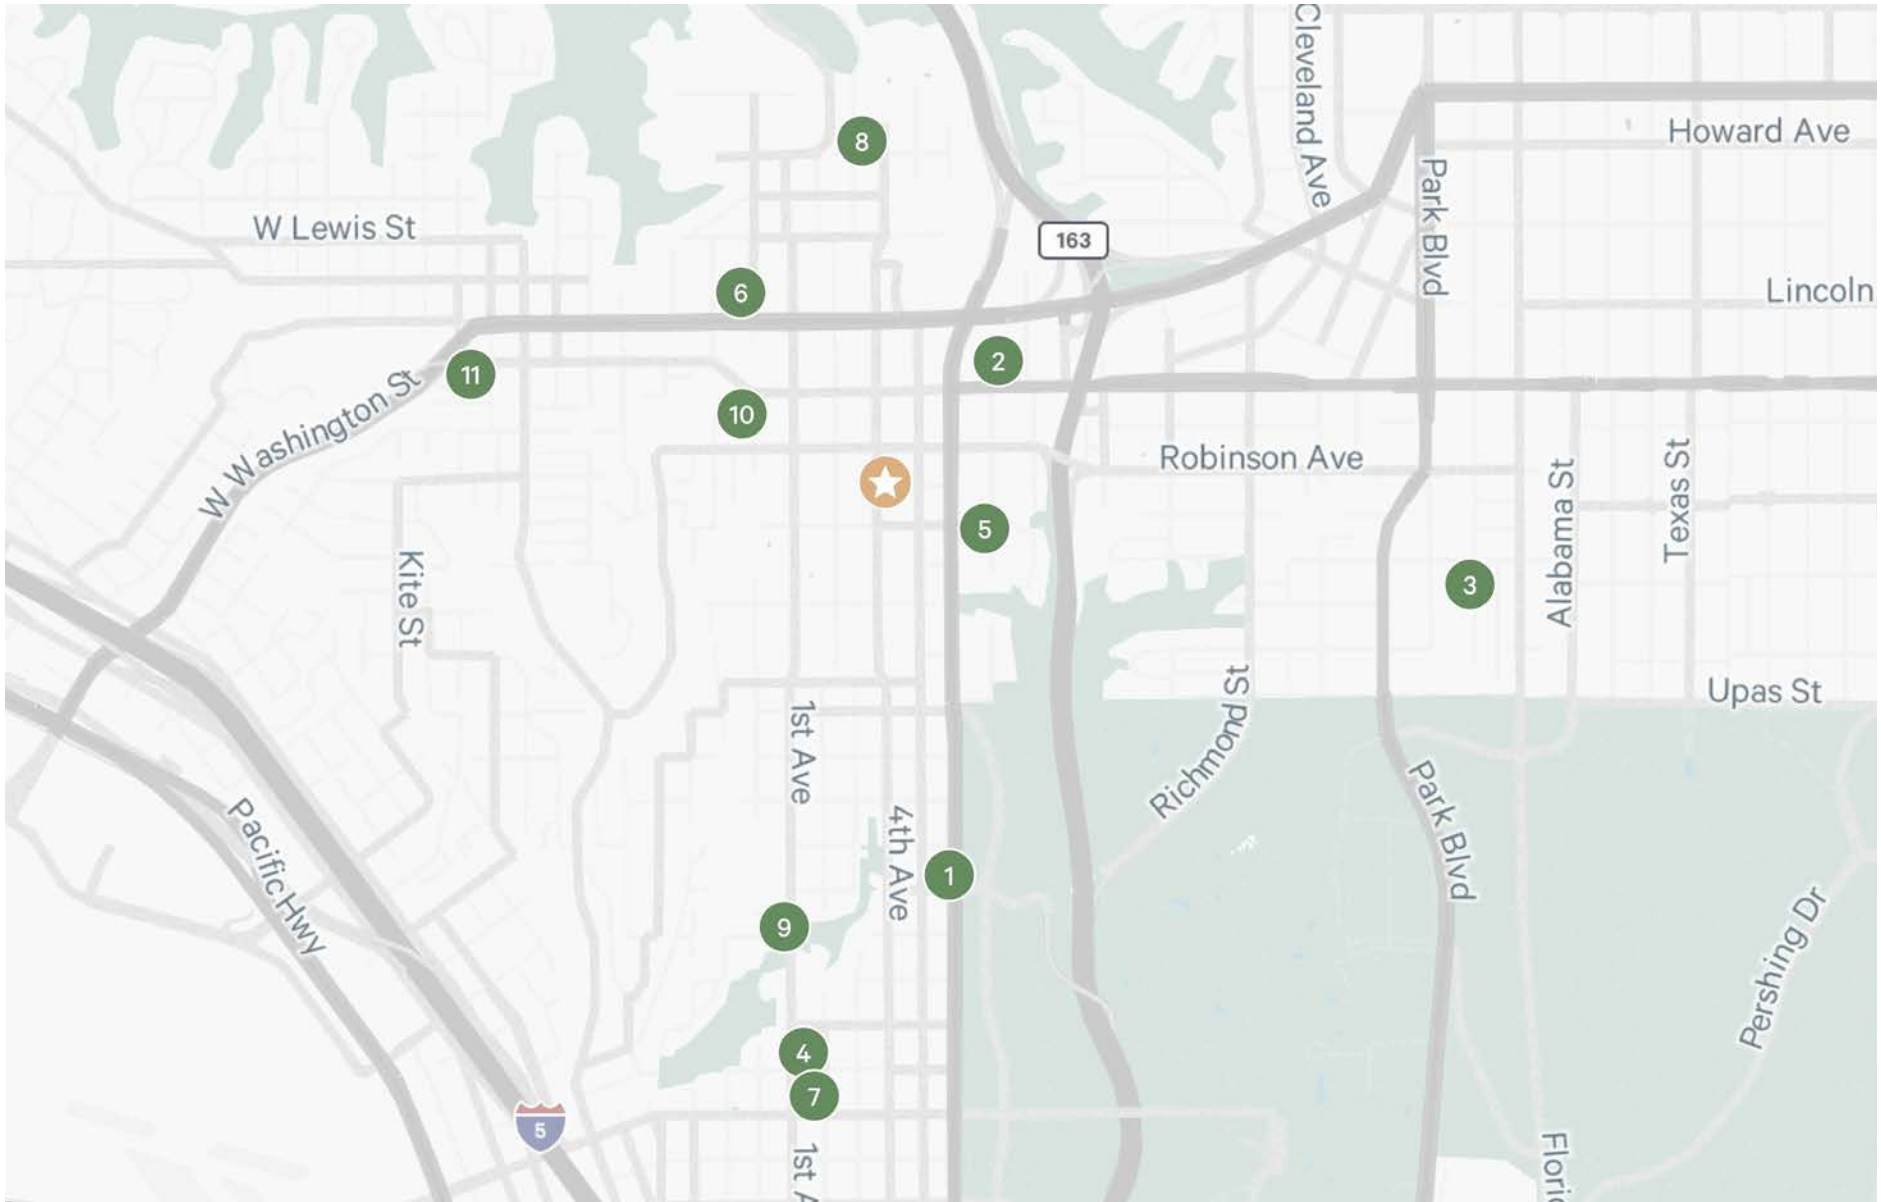 Cleveland Ave
8
Howard Ave
Park Blvd
W Lewis St
163
6
Lincoln
2
11
10
W Washington St
Robinson Ave
Alabama St
Texas St
5
3
Kite St
Richmond St
Upas St
1st Ave
Park Blvd
Pacific Hwy
4th Ave
1
9
Pershing Dr
4
7
5
1st A
Floric